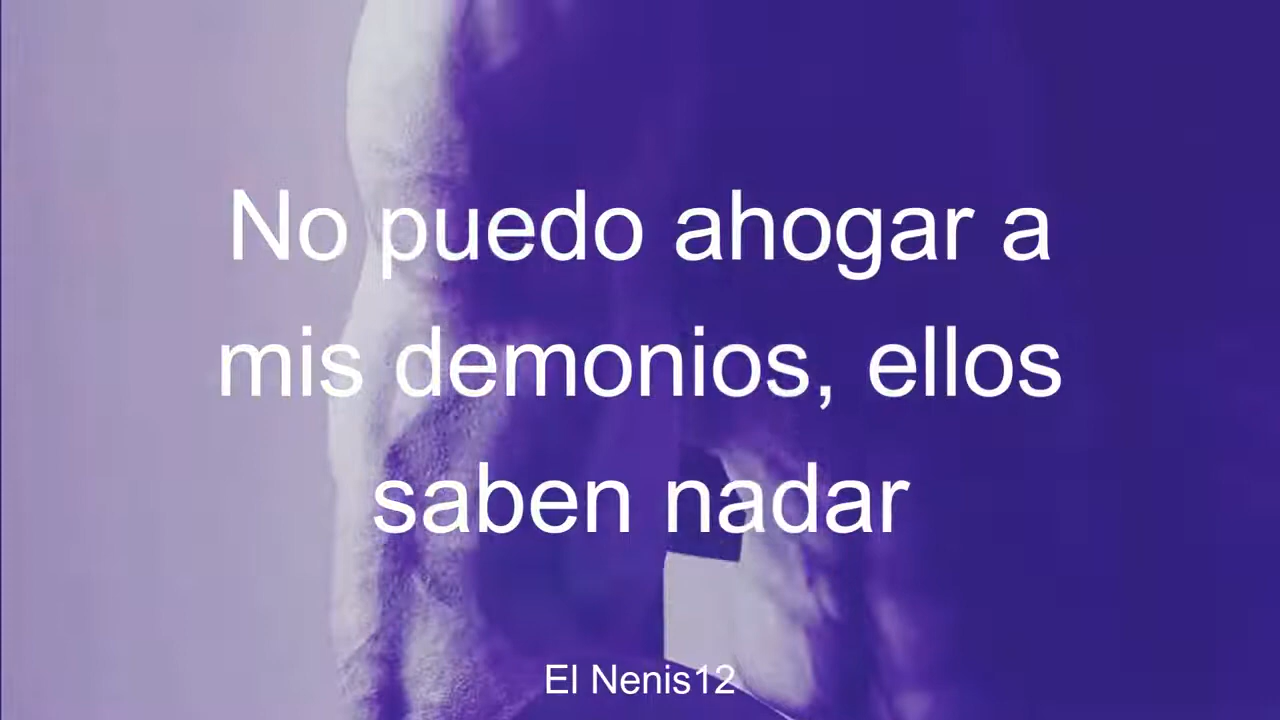 No puedo ahogar a
mis demonios, ellos
saben nadar
El Nenis12